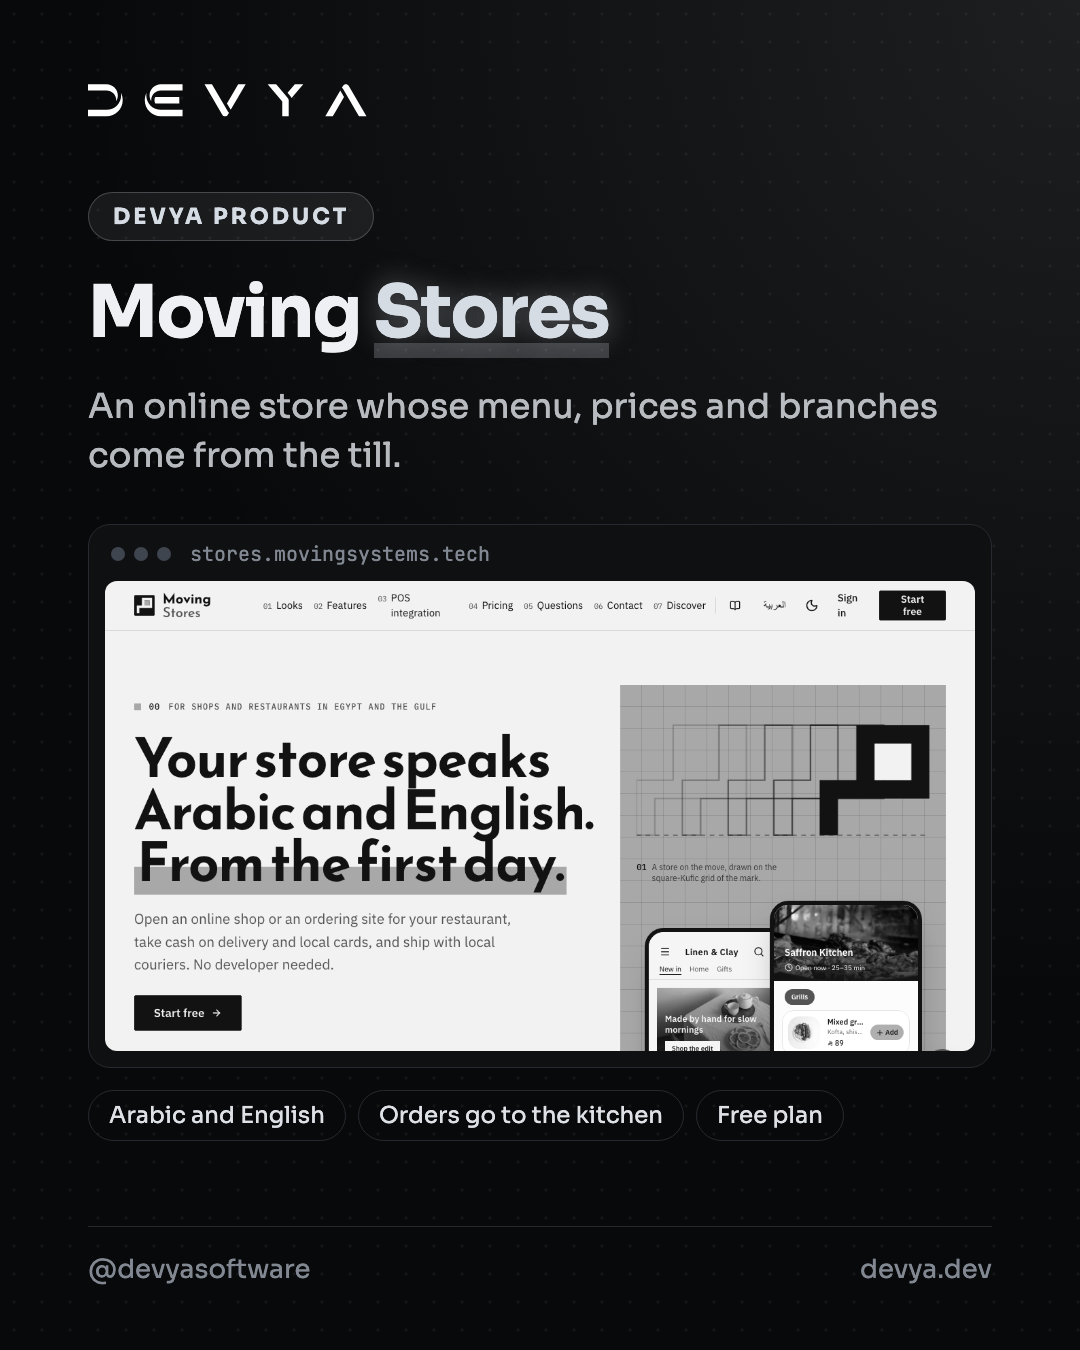 DEVYA
DEVYA PRODUCT
Moving Stores
An online store whose menu, prices and branches
come from the till.
stores.movingsystems.tech
Moving
Stores
01 Looks 02 Features 03 POS integration 04 Pricing 05 Questions 06 Contact 07 Discover العربية Sign in Start free
00 FOR SHOPS AND RESTAURANTS IN EGYPT AND THE GULF
Your store speaks
Arabic and English.
From the first day.
Open an online shop or an ordering site for your restaurant,
take cash on delivery and local cards, and ship with local
couriers. No developer needed.
Start free →
01 A store on the move, drawn on the
square-Kufic grid of the mark.
Linen & Clay
New in Home Gifts
Made by hand for slow
mornings
Shop the edit
Saffron Kitchen
Open now · 25–35 min
Grills
Mixed gr...
Kofta, shis...
89
+ Add
Arabic and English
Orders go to the kitchen
Free plan
@devyasoftware
devya.dev